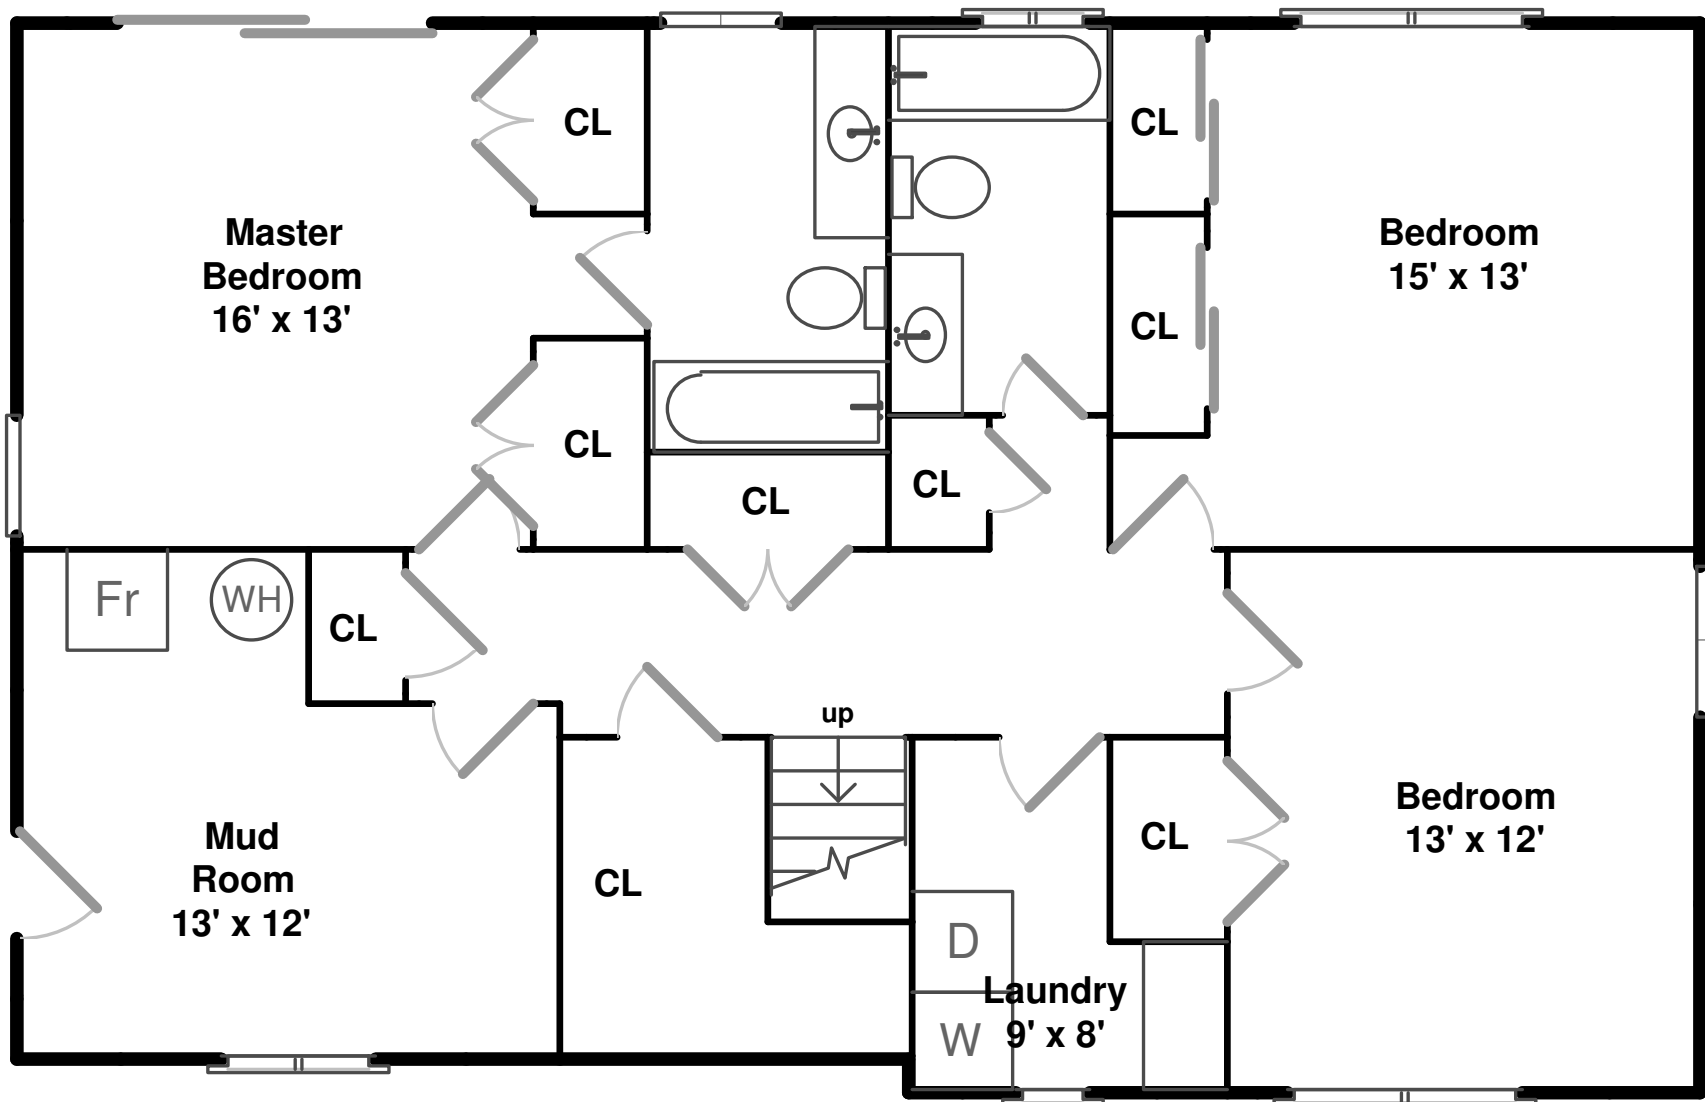 CL
CL
Master
Bedroom
16' x 13'
Bedroom
15' x 13'
CL
CL
CL
CL
CL
Fr
WH
CL
up
Bedroom
13' x 12'
Mud
Room
13' x 12'
CL
CL
D
Laundry
9' x 8'
W